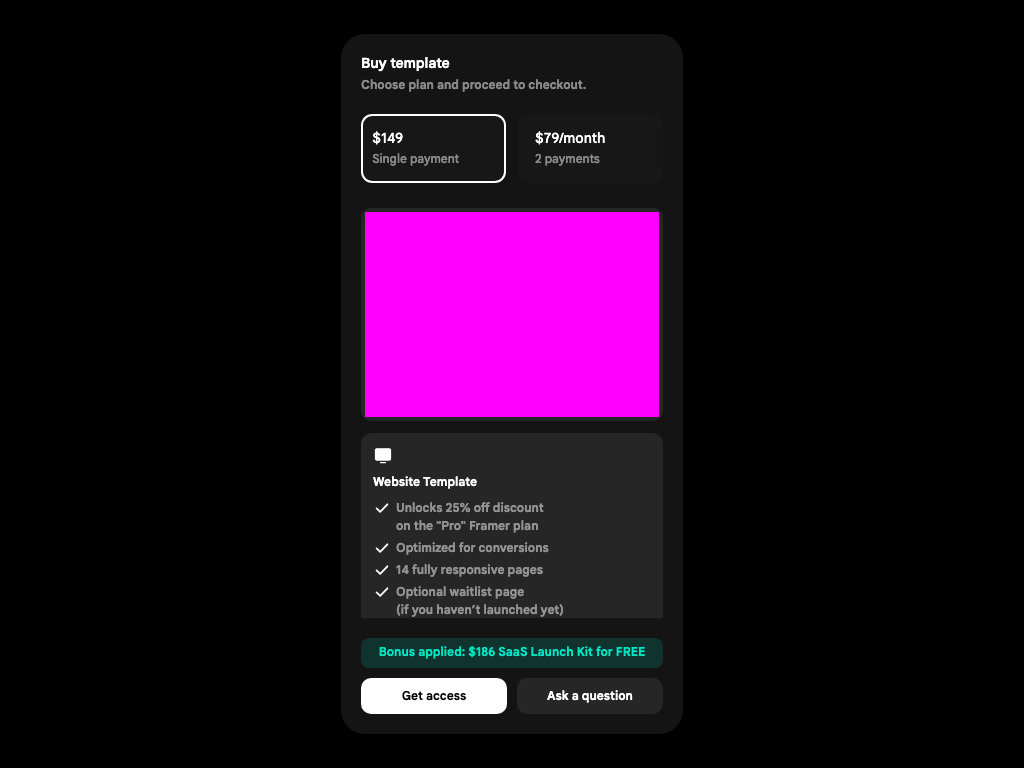 Buy template
Choose plan and proceed to checkout.
$149
Single payment
$79/month
2 payments
Website Template
Unlocks 25% off discount
on the "Pro" Framer plan
Optimized for conversions
14 fully responsive pages
Optional waitlist page
(if you haven’t launched yet)
Bonus applied: $186 SaaS Launch Kit for FREE
Get access
Ask a question